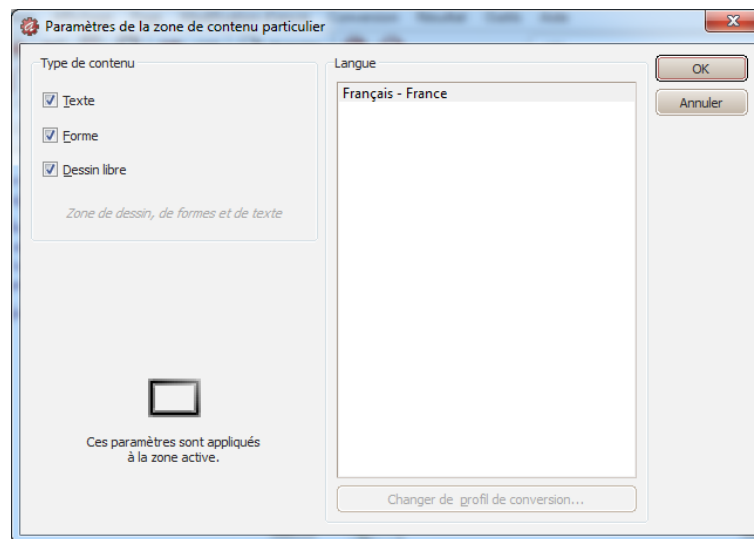 Paramètres de la zone de contenu particulier
Type de contenu
Texte
Forme
Dessin libre
Zone de dessin, de formes et de texte
Ces paramètres sont appliqués
à la zone active.
Langue
Français - France
Changer de profil de conversion...
OK
Annuler